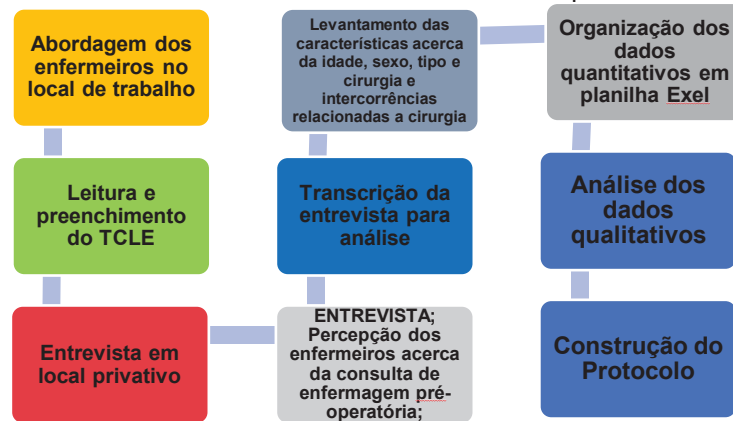 Abordagem dos
enfermeiros no
local de trabalho
Leitura e
preenchimento
do TCLE
Entrevista em
local privativo
ENTREVISTA;
Percepção dos
enfermeiros acerca
da consulta de
enfermagem pré-
operatória;
Transcrição da
entrevista para
análise
Levantamento das
características acerca
da idade, sexo, tipo e
cirurgia e
intercorrências
relacionadas a cirurgia
Organização dos
dados
quantitativos em
planilha Exel
Análise dos
dados
qualitativos
Construção do
Protocolo